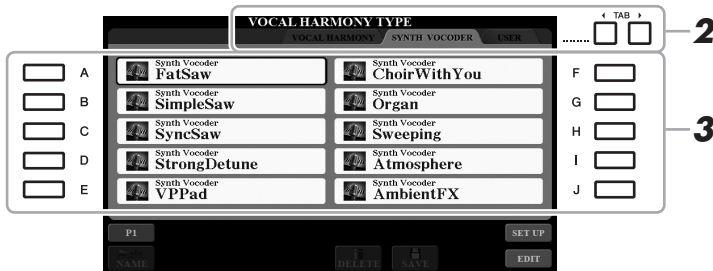 VOCAL HARMONY TYPE
VOCAL HARMONY SYNTH VOCODER USER
TAB
2
A
Synth Vocoder
FatSaw
Synth Vocoder
ChoirWithYou
F
B
Synth Vocoder
SimpleSaw
Synth Vocoder
Organ
G
C
Synth Vocoder
SyncSaw
Synth Vocoder
Sweeping
H
3
D
Synth Vocoder
StrongDetune
Synth Vocoder
Atmosphere
I
E
Synth Vocoder
VPPad
Synth Vocoder
AmbientFX
J
P1
SET UP
NAME
DELETE
SAVE
EDIT